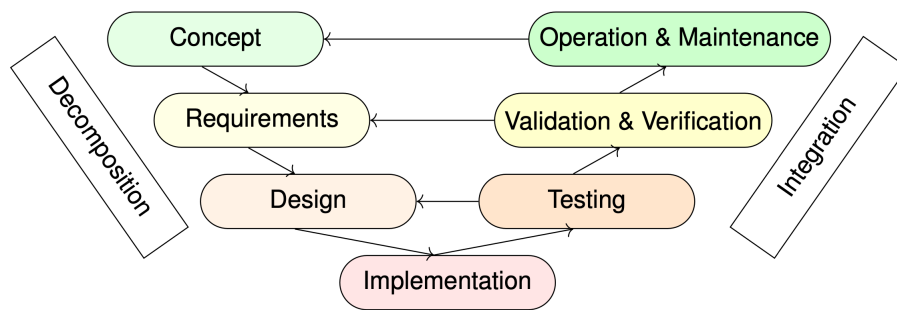 Concept
Operation & Maintenance
Decomposition
Requirements
Validation & Verification
Integration
Design
Testing
Implementation